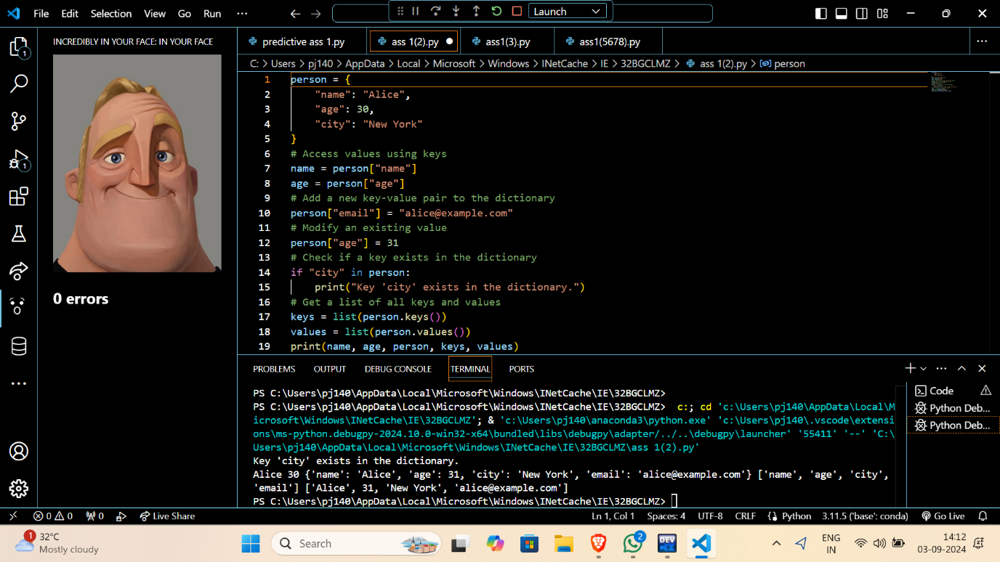 File Edit Selection View Go Run ···
Launch
INCREDIBLY IN YOUR FACE: IN YOUR FACE
0 errors
1
1
predictive ass 1.py
ass 1(2).py
ass1(3).py
ass1(5678).py
C: > Users > pj140 > AppData > Local > Microsoft > Windows > INetCache > IE > 32BGCLMZ > ass 1(2).py > person
1 person = {
2     "name": "Alice",
3     "age": 30,
4     "city": "New York"
5 }
6 # Access values using keys
7 name = person["name"]
8 age = person["age"]
9 # Add a new key-value pair to the dictionary
10 person["email"] = "alice@example.com"
11 # Modify an existing value
12 person["age"] = 31
13 # Check if a key exists in the dictionary
14 if "city" in person:
15     print("Key 'city' exists in the dictionary.")
16 # Get a list of all keys and values
17 keys = list(person.keys())
18 values = list(person.values())
19 print(name, age, person, keys, values)
PROBLEMS OUTPUT DEBUG CONSOLE TERMINAL PORTS
PS C:\Users\pj140\AppData\Local\Microsoft\Windows\INetCache\IE\32BGCLMZ>
PS C:\Users\pj140\AppData\Local\Microsoft\Windows\INetCache\IE\32BGCLMZ>  c:; cd 'c:\Users\pj140\AppData\Local\M
icrosoft\Windows\INetCache\IE\32BGCLMZ'; & 'c:\Users\pj140\anaconda3\python.exe' 'c:\Users\pj140\.vscode\extensi
ons\ms-python.debugpy-2024.10.0-win32-x64\bundled\libs\debugpy\adapter/../..\debugpy\launcher' '55411' '--' 'C:\
Users\pj140\AppData\Local\Microsoft\Windows\INetCache\IE\32BGCLMZ\ass 1(2).py'
Key 'city' exists in the dictionary.
Alice 30 {'name': 'Alice', 'age': 31, 'city': 'New York', 'email': 'alice@example.com'} ['name', 'age', 'city',
'email'] ['Alice', 31, 'New York', 'alice@example.com']
PS C:\Users\pj140\AppData\Local\Microsoft\Windows\INetCache\IE\32BGCLMZ>
Code
Python Deb...
Python Deb...
0 0 0 Live Share
Ln 1, Col 1 Spaces: 4 UTF-8 CRLF Python 3.11.5 ('base': conda) Go Live
1
32°C
Mostly cloudy
Search
2
DEV
ENG
IN
14:12
03-09-2024